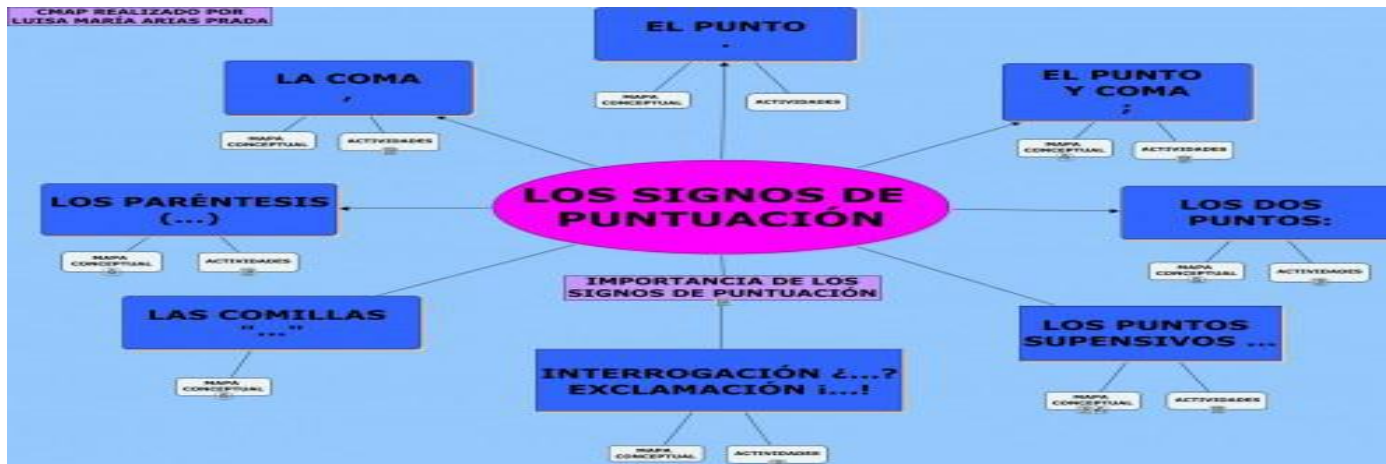 CMAP REALIZADO POR
LUISA MARÍA ARIAS PRADA
EL PUNTO
.
MAPA
CONCEPTUAL
ACTIVIDADES
LA COMA
,
MAPA
CONCEPTUAL
ACTIVIDADES
EL PUNTO
Y COMA
;
MAPA
CONCEPTUAL
ACTIVIDADES
LOS SIGNOS DE
PUNTUACIÓN
LOS PARÉNTESIS
(...)
MAPA
CONCEPTUAL
ACTIVIDADES
LOS DOS
PUNTOS:
MAPA
CONCEPTUAL
ACTIVIDADES
IMPORTANCIA DE LOS
SIGNOS DE PUNTUACIÓN
LAS COMILLAS
"..."
MAPA
CONCEPTUAL
LOS PUNTOS
SUPENSIVOS ...
MAPA
CONCEPTUAL
ACTIVIDADES
INTERROGACIÓN ¿...?
EXCLAMACIÓN ¡...!
MAPA
CONCEPTUAL
ACTIVIDADES